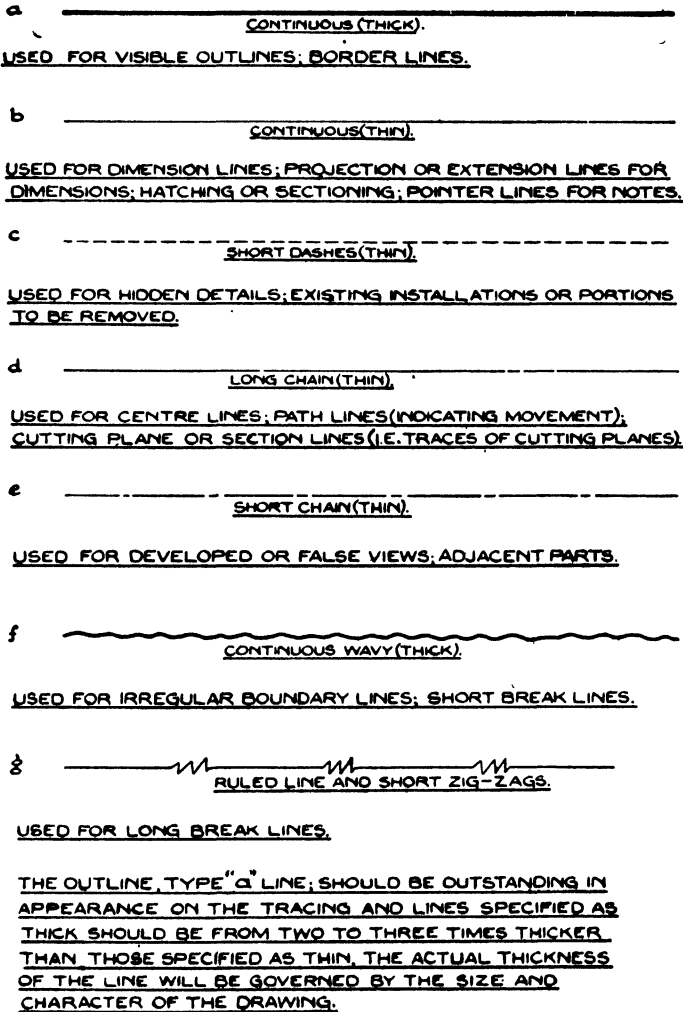 a
CONTINUOUS (THICK).
USED FOR VISIBLE OUTLINES; BORDER LINES.
b
CONTINUOUS(THIN).
USED FOR DIMENSION LINES; PROJECTION OR EXTENSION LINES FOR
DIMENSIONS; HATCHING OR SECTIONING; POINTER LINES FOR NOTES.
c
SHORT DASHES(THIN).
USED FOR HIDDEN DETAILS; EXISTING INSTALLATIONS OR PORTIONS
TO BE REMOVED.
d
LONG CHAIN(THIN).
USED FOR CENTRE LINES; PATH LINES(INDICATING MOVEMENT);
CUTTING PLANE OR SECTION LINES(I.E. TRACES OF CUTTING PLANES).
e
SHORT CHAIN(THIN).
USED FOR DEVELOPED OR FALSE VIEWS; ADJACENT PARTS.
f
CONTINUOUS WAVY(THICK).
USED FOR IRREGULAR BOUNDARY LINES; SHORT BREAK LINES.
g
RULED LINE AND SHORT ZIG-ZAGS.
USED FOR LONG BREAK LINES.
THE OUTLINE, TYPE "a" LINE; SHOULD BE OUTSTANDING IN
APPEARANCE ON THE TRACING AND LINES SPECIFIED AS
THICK SHOULD BE FROM TWO TO THREE TIMES THICKER
THAN THOSE SPECIFIED AS THIN, THE ACTUAL THICKNESS
OF THE LINE WILL BE GOVERNED BY THE SIZE AND
CHARACTER OF THE DRAWING.